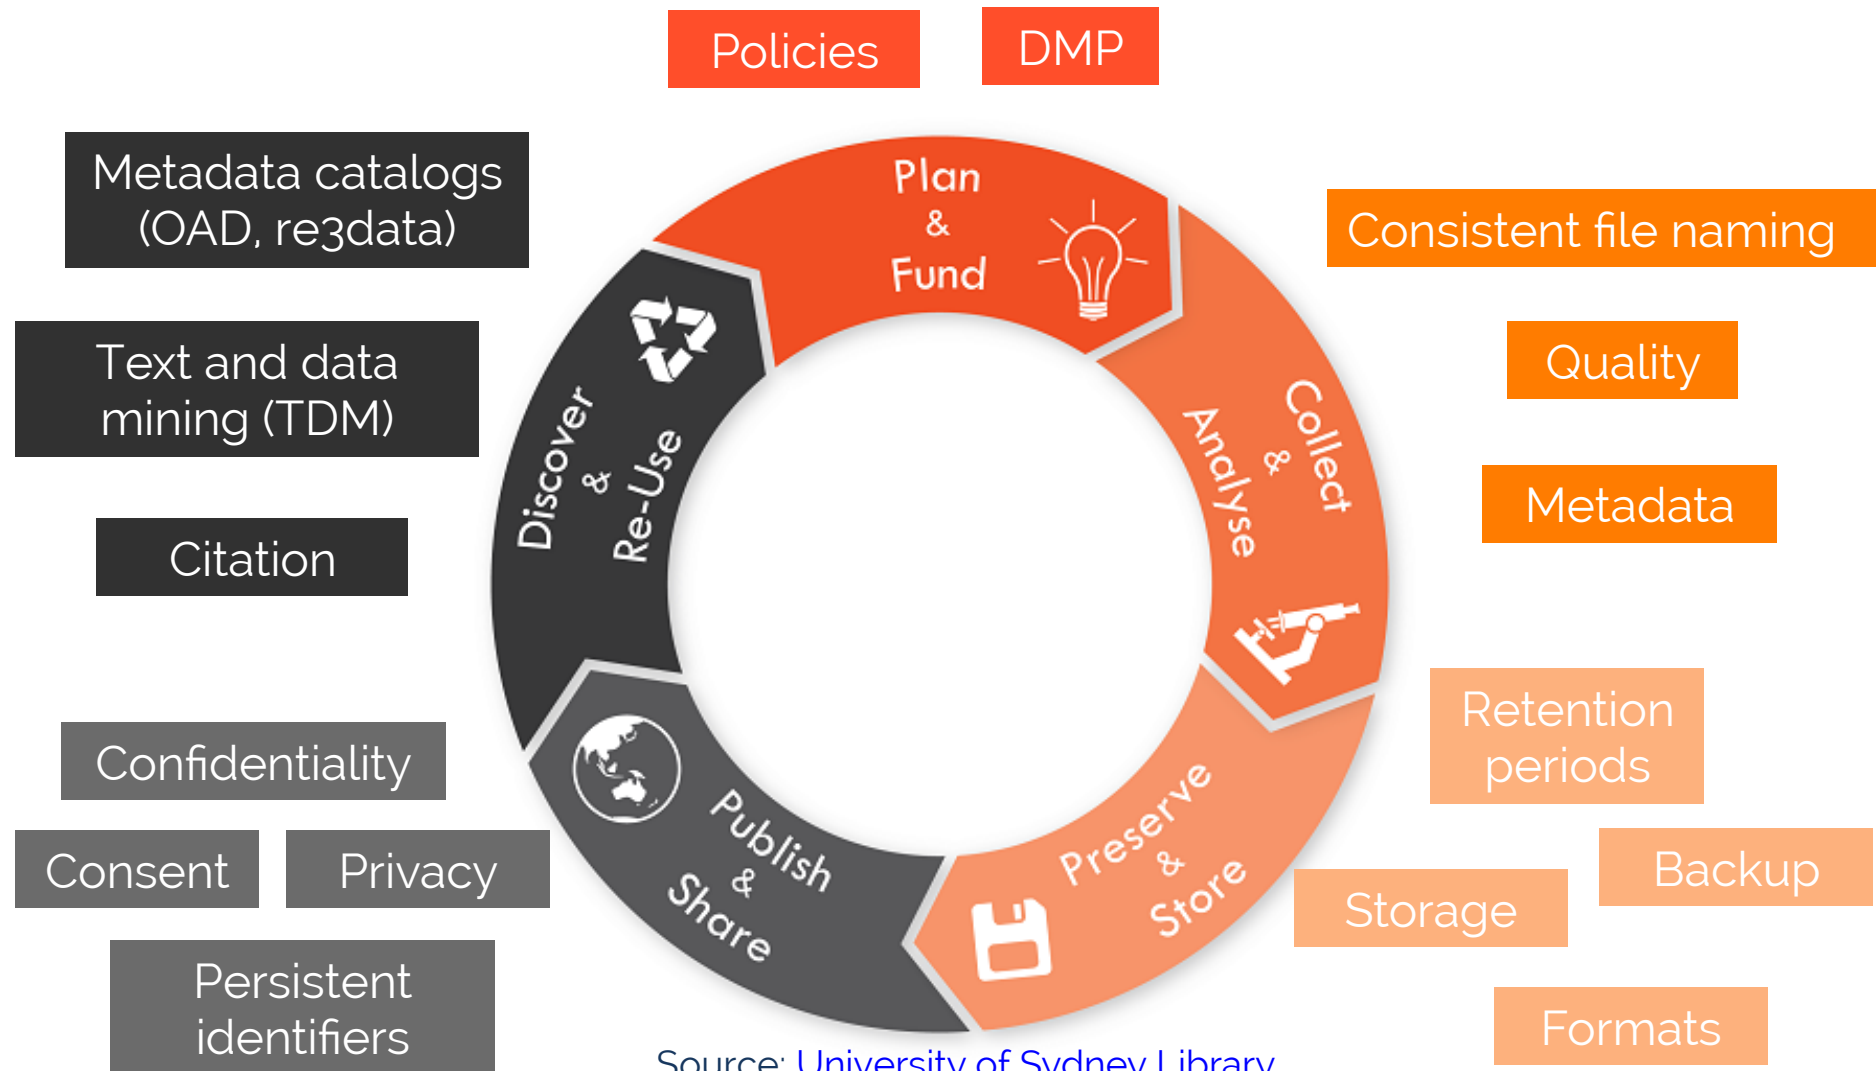 Policies
DMP
Metadata catalogs
(OAD, re3data)
Text and data
mining (TDM)
Citation
Confidentiality
Consent
Privacy
Persistent
identifiers
Plan
&
Fund
Collect
&
Analyse
Preserve
&
Store
Publish
&
Share
Discover
&
Re-Use
Consistent file naming
Quality
Metadata
Retention
periods
Backup
Storage
Formats
Source: University of Sydney Library